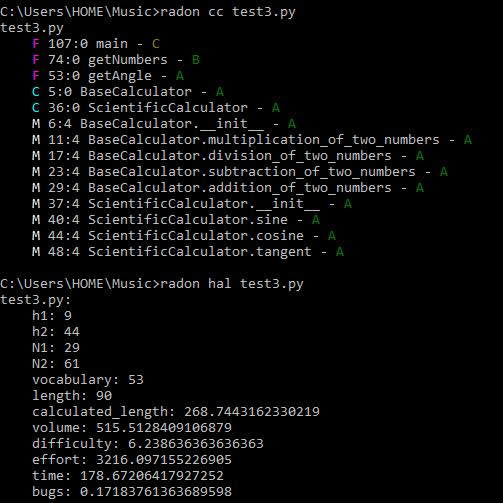 C:\Users\HOME\Music>radon cc test3.py
test3.py
    F 107:0 main - C
    F 74:0 getNumbers - B
    F 53:0 getAngle - A
    C 5:0 BaseCalculator - A
    C 36:0 ScientificCalculator - A
    M 6:4 BaseCalculator.__init__ - A
    M 11:4 BaseCalculator.multiplication_of_two_numbers - A
    M 17:4 BaseCalculator.division_of_two_numbers - A
    M 23:4 BaseCalculator.subtraction_of_two_numbers - A
    M 29:4 BaseCalculator.addition_of_two_numbers - A
    M 37:4 ScientificCalculator.__init__ - A
    M 40:4 ScientificCalculator.sine - A
    M 44:4 ScientificCalculator.cosine - A
    M 48:4 ScientificCalculator.tangent - A
C:\Users\HOME\Music>radon hal test3.py
test3.py:
    h1: 9
    h2: 44
    N1: 29
    N2: 61
    vocabulary: 53
    length: 90
    calculated_length: 268.7443162330219
    volume: 515.5128409106879
    difficulty: 6.238636363636363
    effort: 3216.097155226905
    time: 178.67206417927252
    bugs: 0.17183761363689598